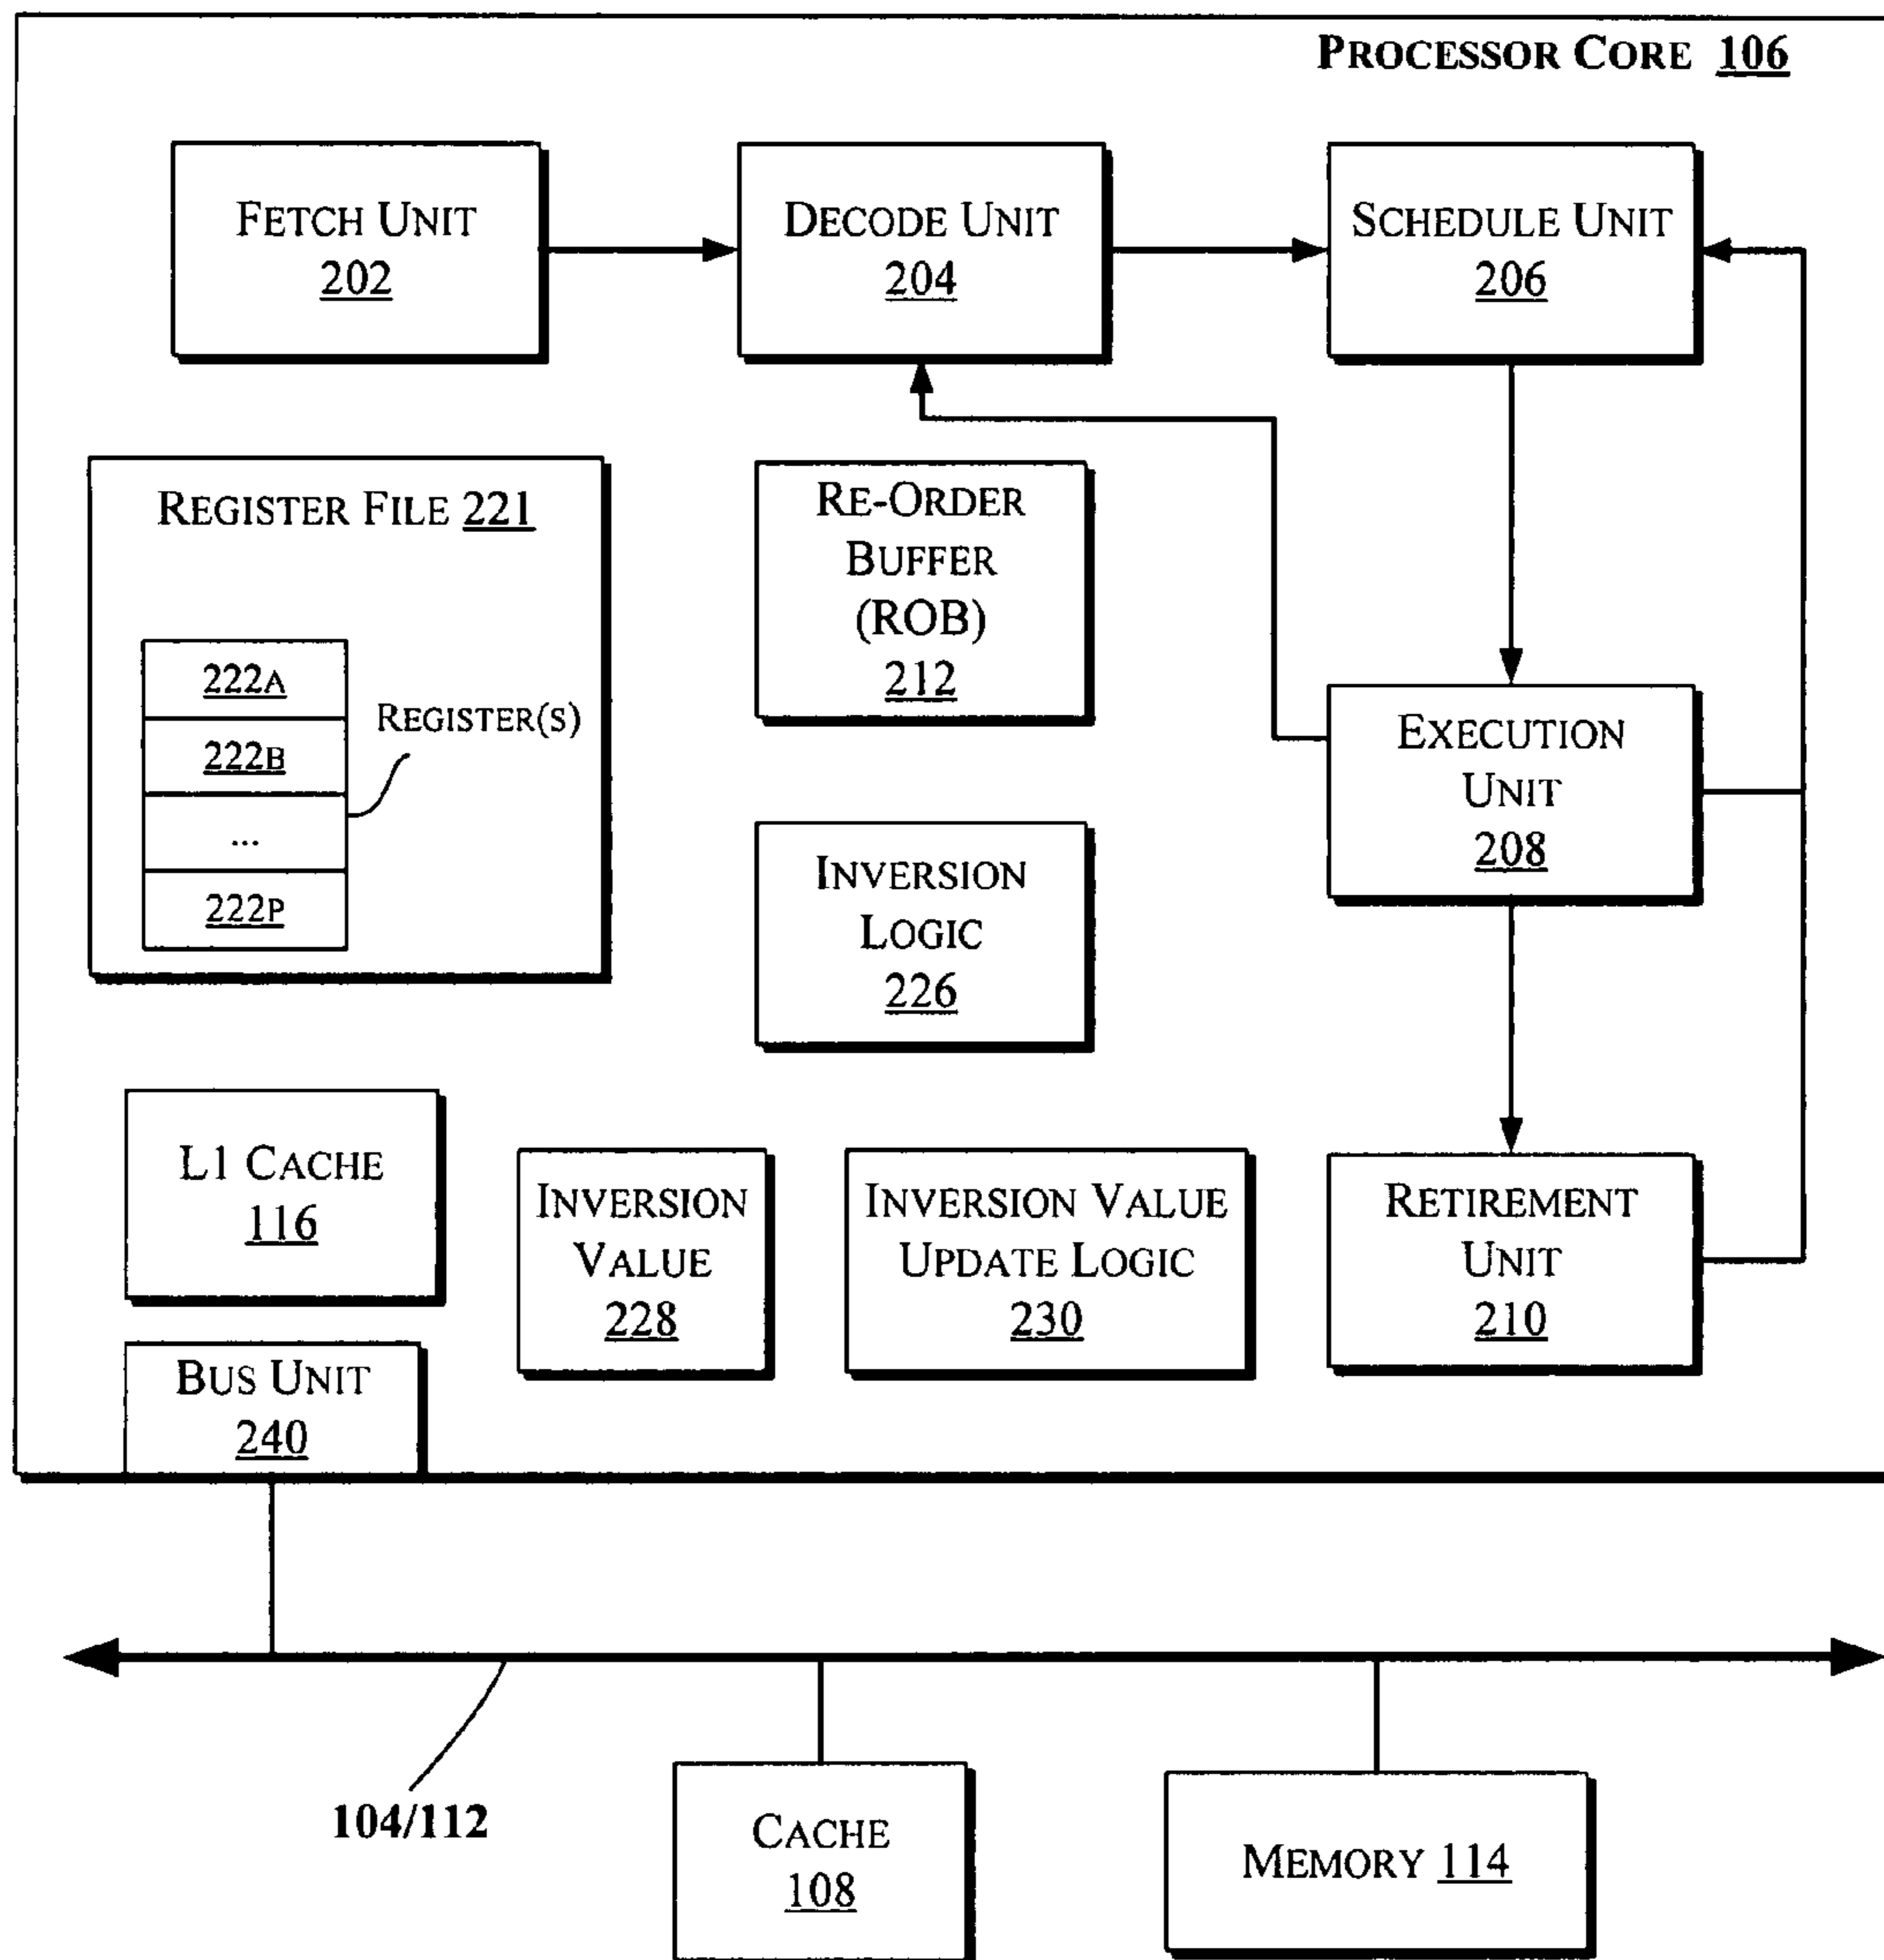 PROCESSOR CORE 106
FETCH UNIT
202
DECODE UNIT
204
SCHEDULE UNIT
206
REGISTER FILE 221
222A
222B
...
222P
REGISTER(S)
RE-ORDER
BUFFER
(ROB)
212
EXECUTION
UNIT
208
INVERSION
LOGIC
226
L1 CACHE
116
INVERSION
VALUE
228
INVERSION VALUE
UPDATE LOGIC
230
RETIREMENT
UNIT
210
BUS UNIT
240
104/112
CACHE
108
MEMORY 114